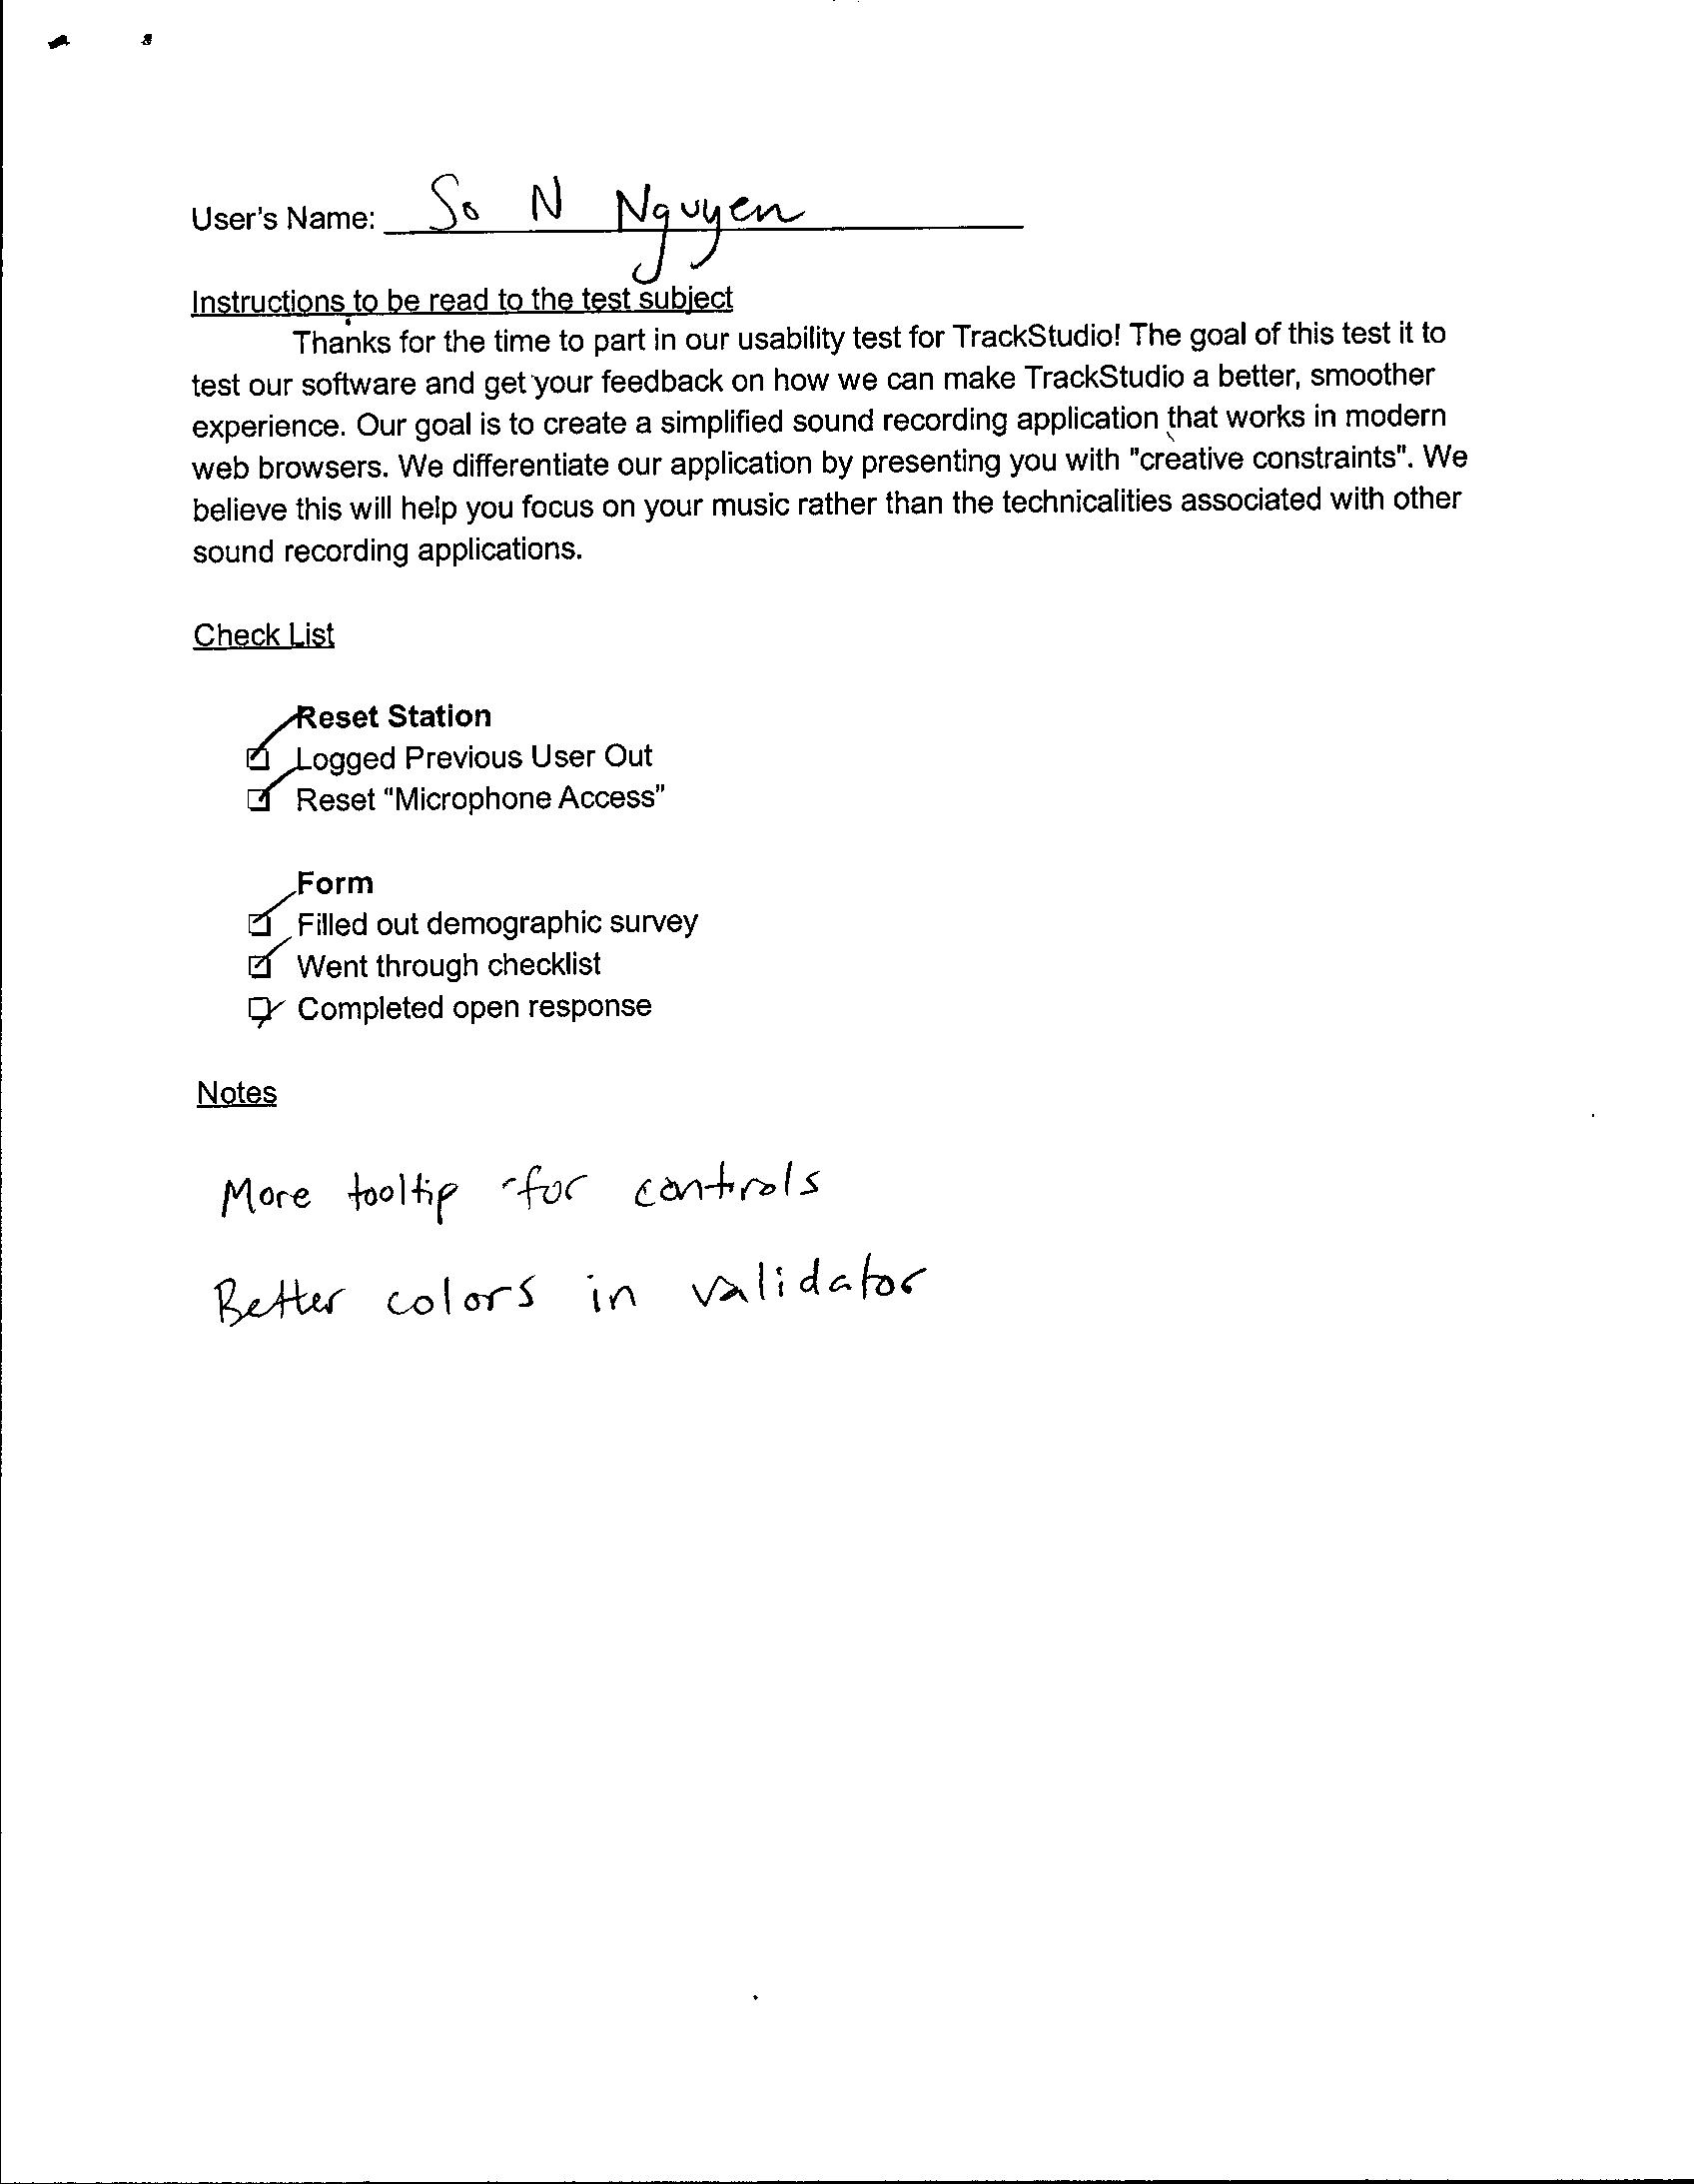 User's Name: So N Nguyen
Instructions to be read to the test subject
Thanks for the time to part in our usability test for TrackStudio! The goal of this test it to
test our software and get your feedback on how we can make TrackStudio a better, smoother
experience. Our goal is to create a simplified sound recording application that works in modern
web browsers. We differentiate our application by presenting you with "creative constraints". We
believe this will help you focus on your music rather than the technicalities associated with other
sound recording applications.
Check List
Reset Station
Logged Previous User Out
Reset "Microphone Access"
Form
Filled out demographic survey
Went through checklist
Completed open response
Notes
More tooltip for controls
Better colors in validator